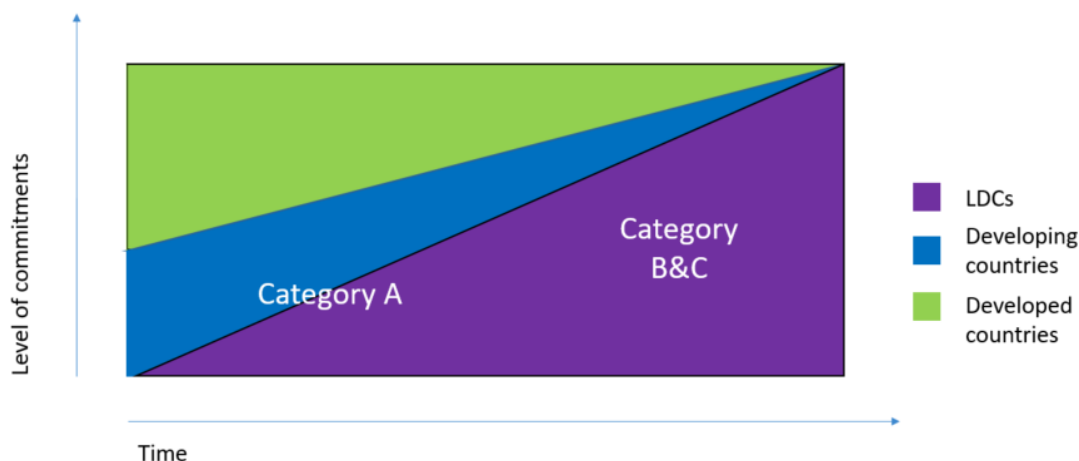 Level of commitments
Category A
Category
B&C
Time
LDCs
Developing
countries
Developed
countries